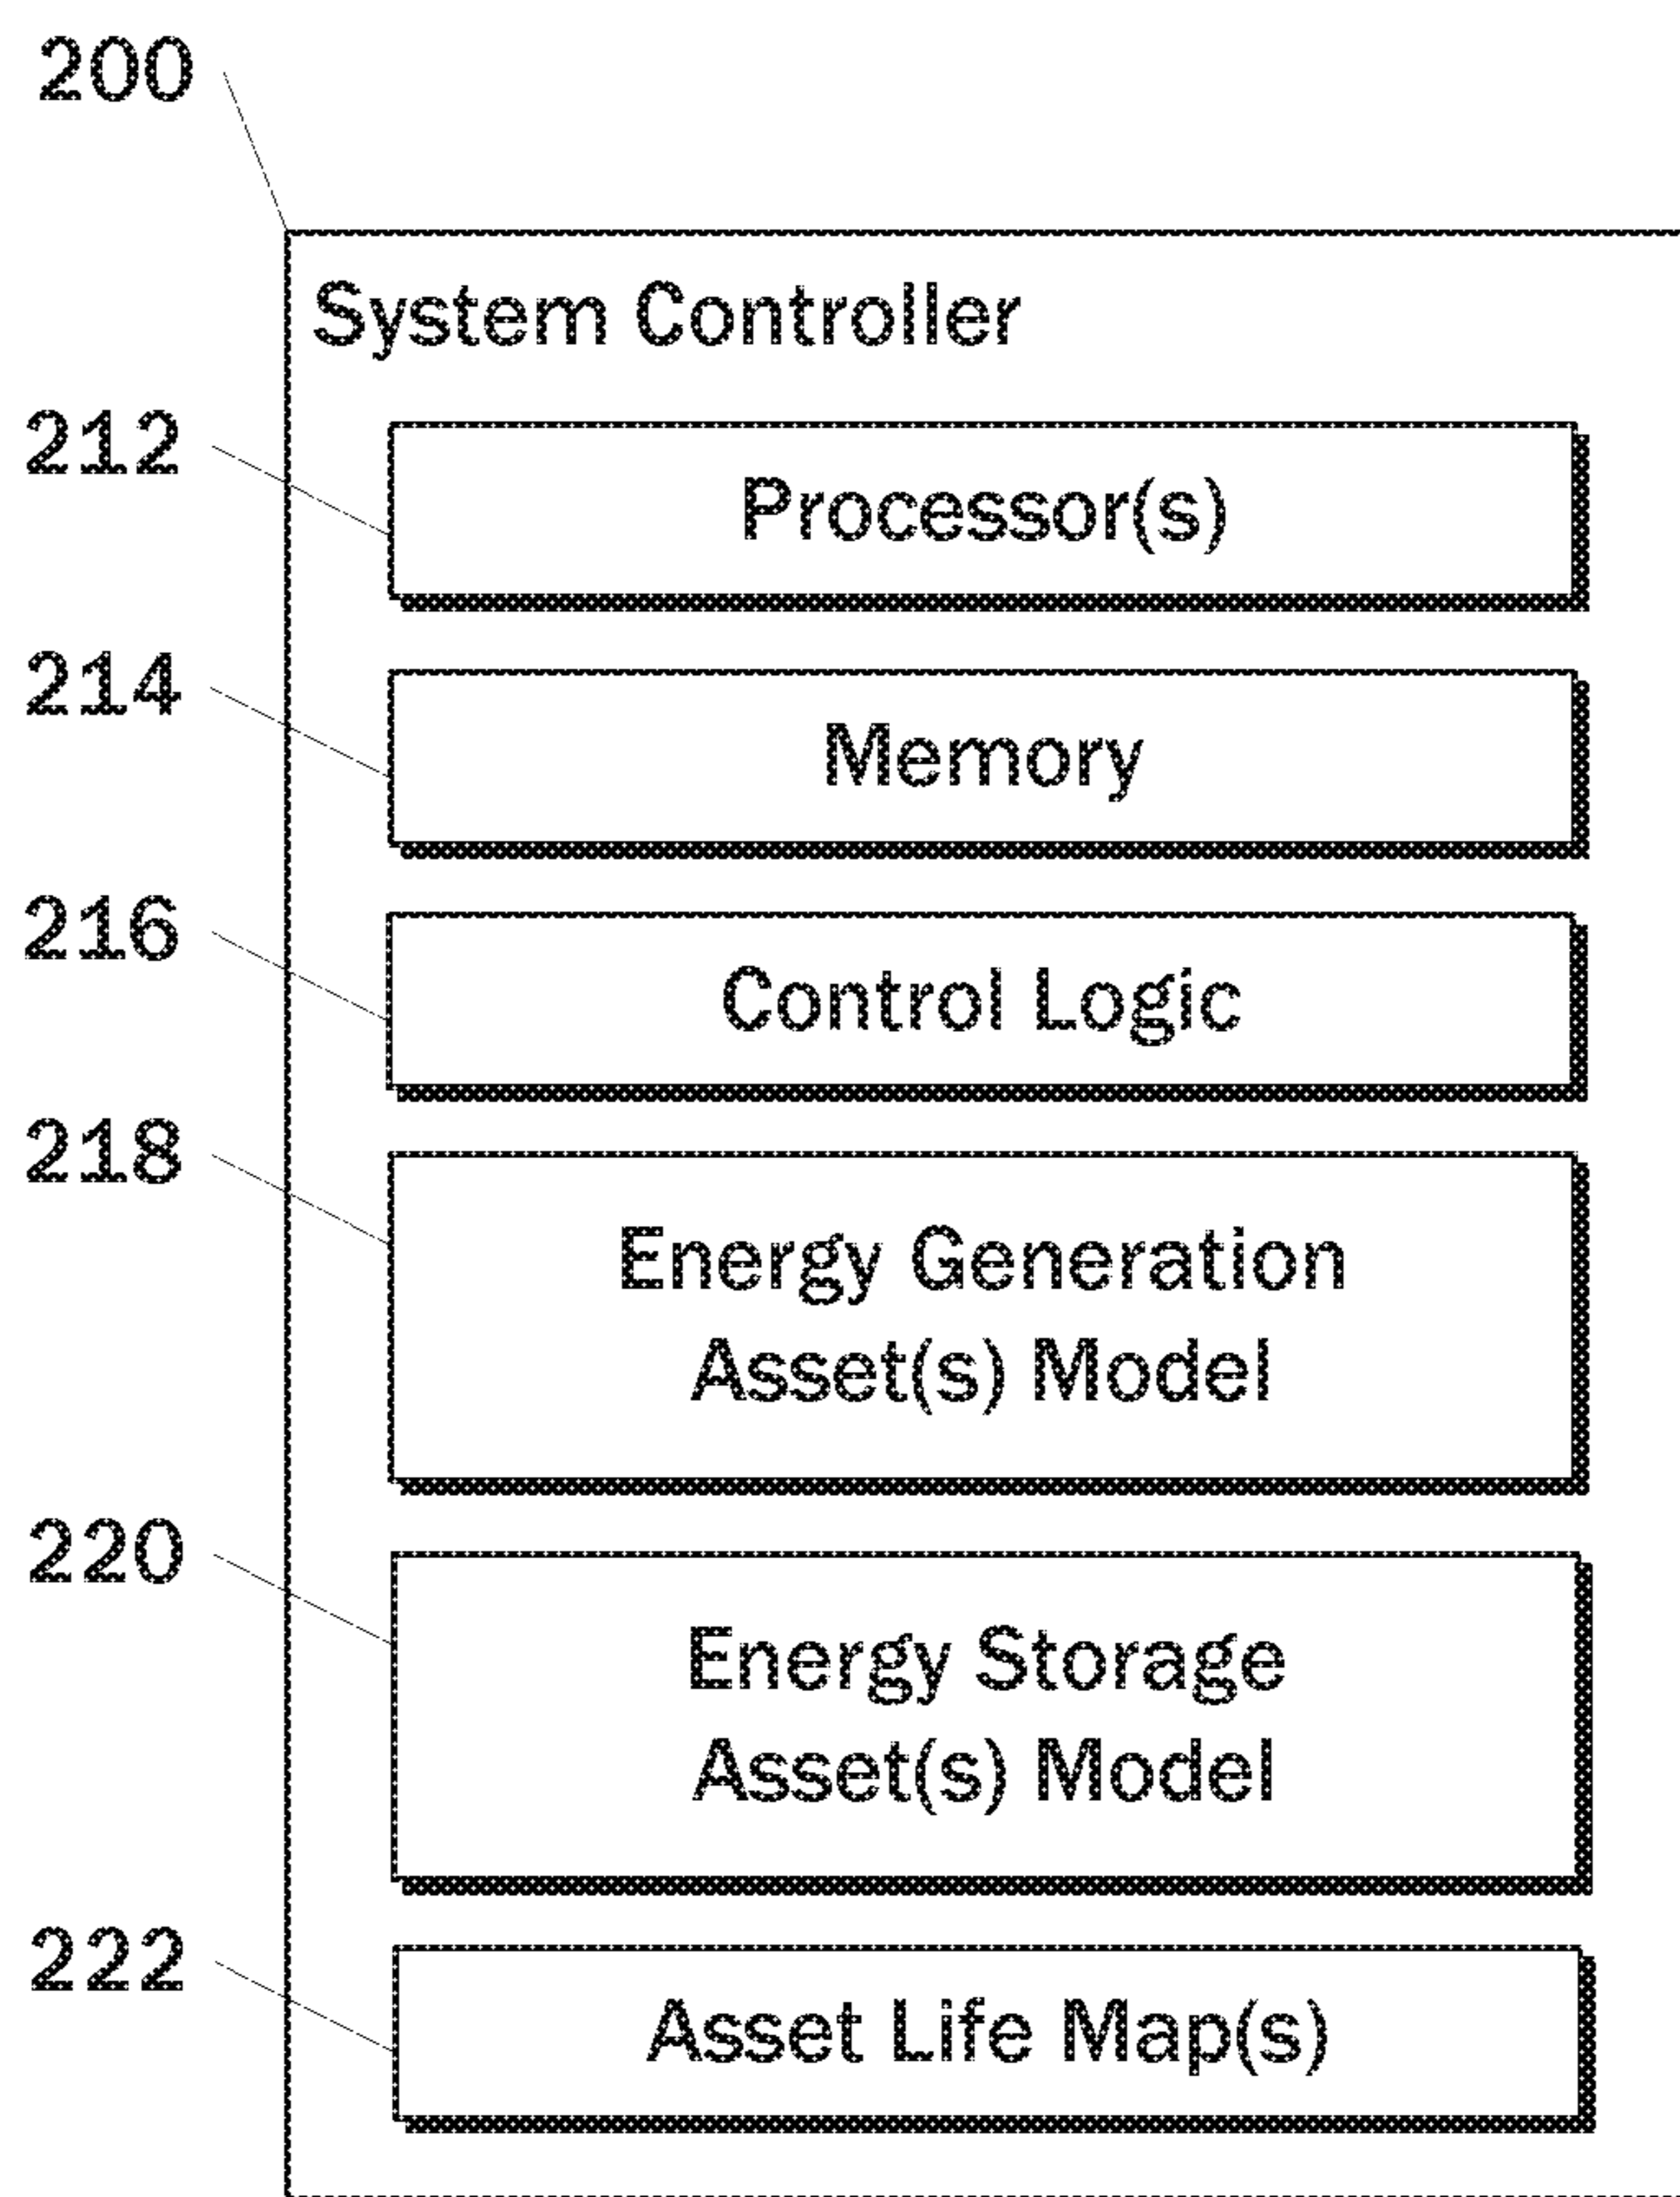 200
System Controller
212
Processor(s)
214
Memory
216
Control Logic
218
Energy Generation
Asset(s) Model
220
Energy Storage
Asset(s) Model
222
Asset Life Map(s)